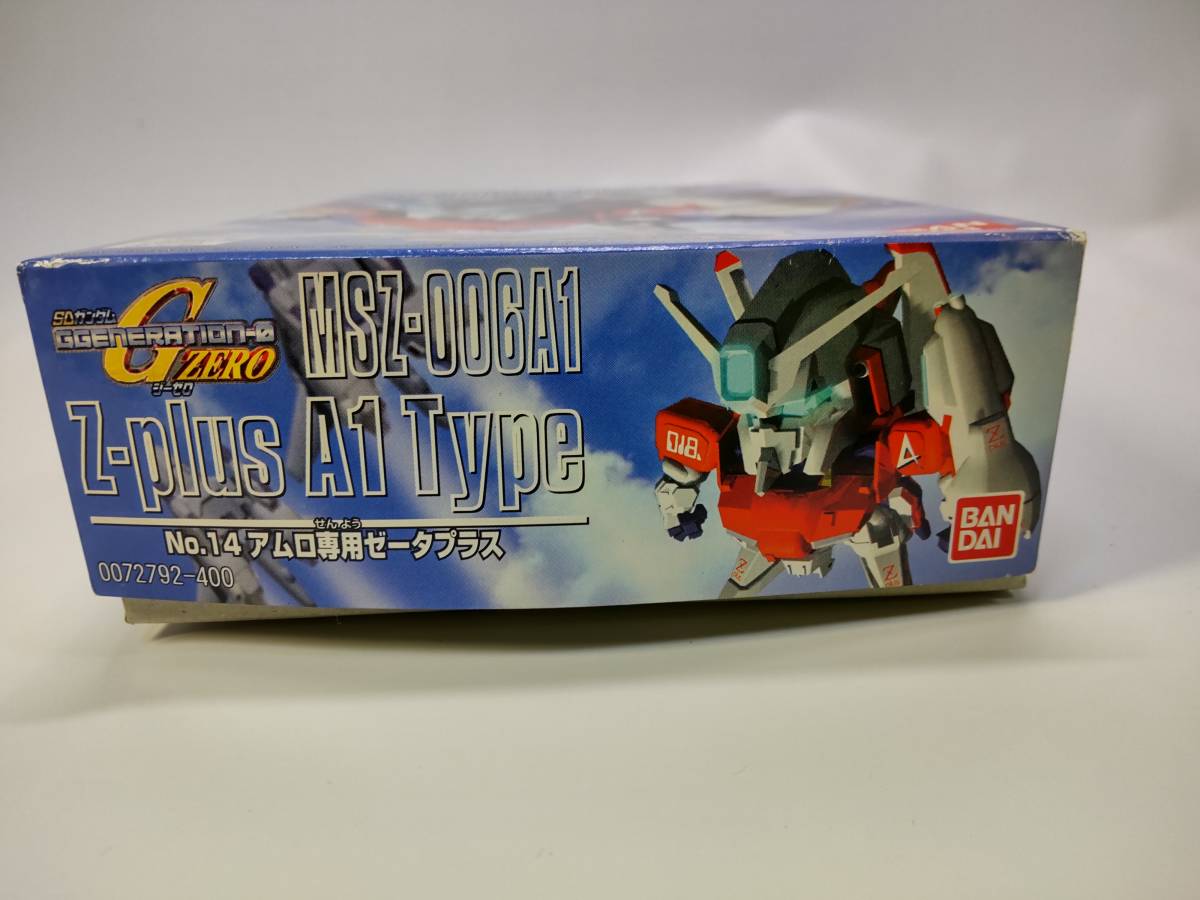 SDガンダム
GGENERATION-0
G ZERO
ジーゼロ
MSZ-006A1
Z-plus A1 Type
せんよう
No.14 アムロ専用ゼータプラス
0072792-400
018.
A
Z
Z
BAN
DAI